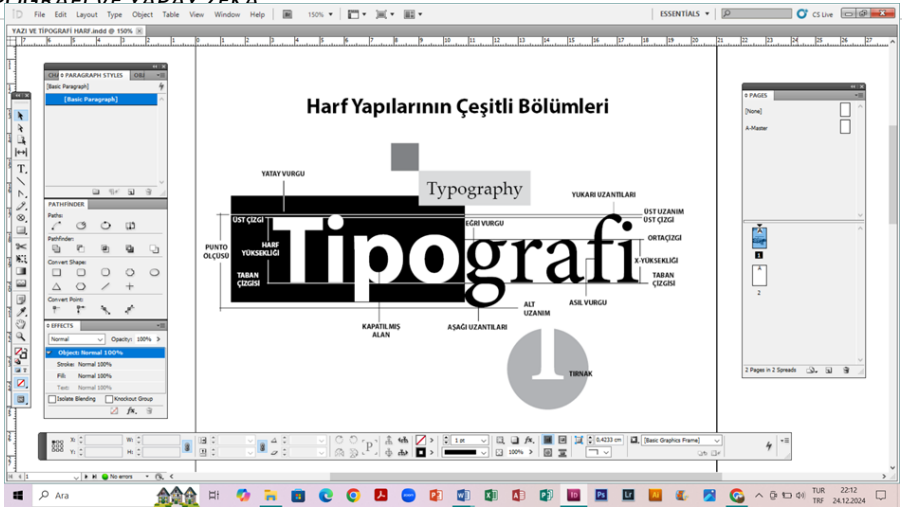 File Edit Layout Type Object Table View Window Help
150%
ESSENTIALS
CS Live
YAZI VE TİPOGRAFİ HARF.indd @ 150%
PARAGRAPH STYLES
[Basic Paragraph]
[Basic Paragraph]
PATHFINDER
Paths:
Pathfinder:
Convert Shape:
Convert Point:
EFFECTS
Normal
Opacity: 100%
Object: Normal 100%
Stroke: Normal 100%
Fill: Normal 100%
Text: Normal 100%
Isolate Blending
Knockout Group
Harf Yapılarının Çeşitli Bölümleri
Typography
YATAY VURGU
YUKARI UZANTILARI
ÜST ÇİZGİ
EĞRI VURGU
ÜST UZANIM
ÜST ÇİZGİ
PUNTO
ÖLÇÜSÜ
HARF
YÜKSEKLİĞİ
Tipografi
ORTAÇİZGİ
X-YÜKSEKLİĞİ
TABAN
ÇİZGİSİ
TABAN
ÇİZGİSİ
ASIL VURGU
ALT
UZANIM
KAPATILMIŞ
ALAN
AŞAĞI UZANTILARI
TIRNAK
PAGES
[None]
A-Master
1
2
2 Pages in 2 Spreads
X:
Y:
W:
H:
1 pt
100%
0,4233 cm
[Basic Graphics Frame]
1
No errors
Ara
TUR
TRF
22:12
24.12.2024